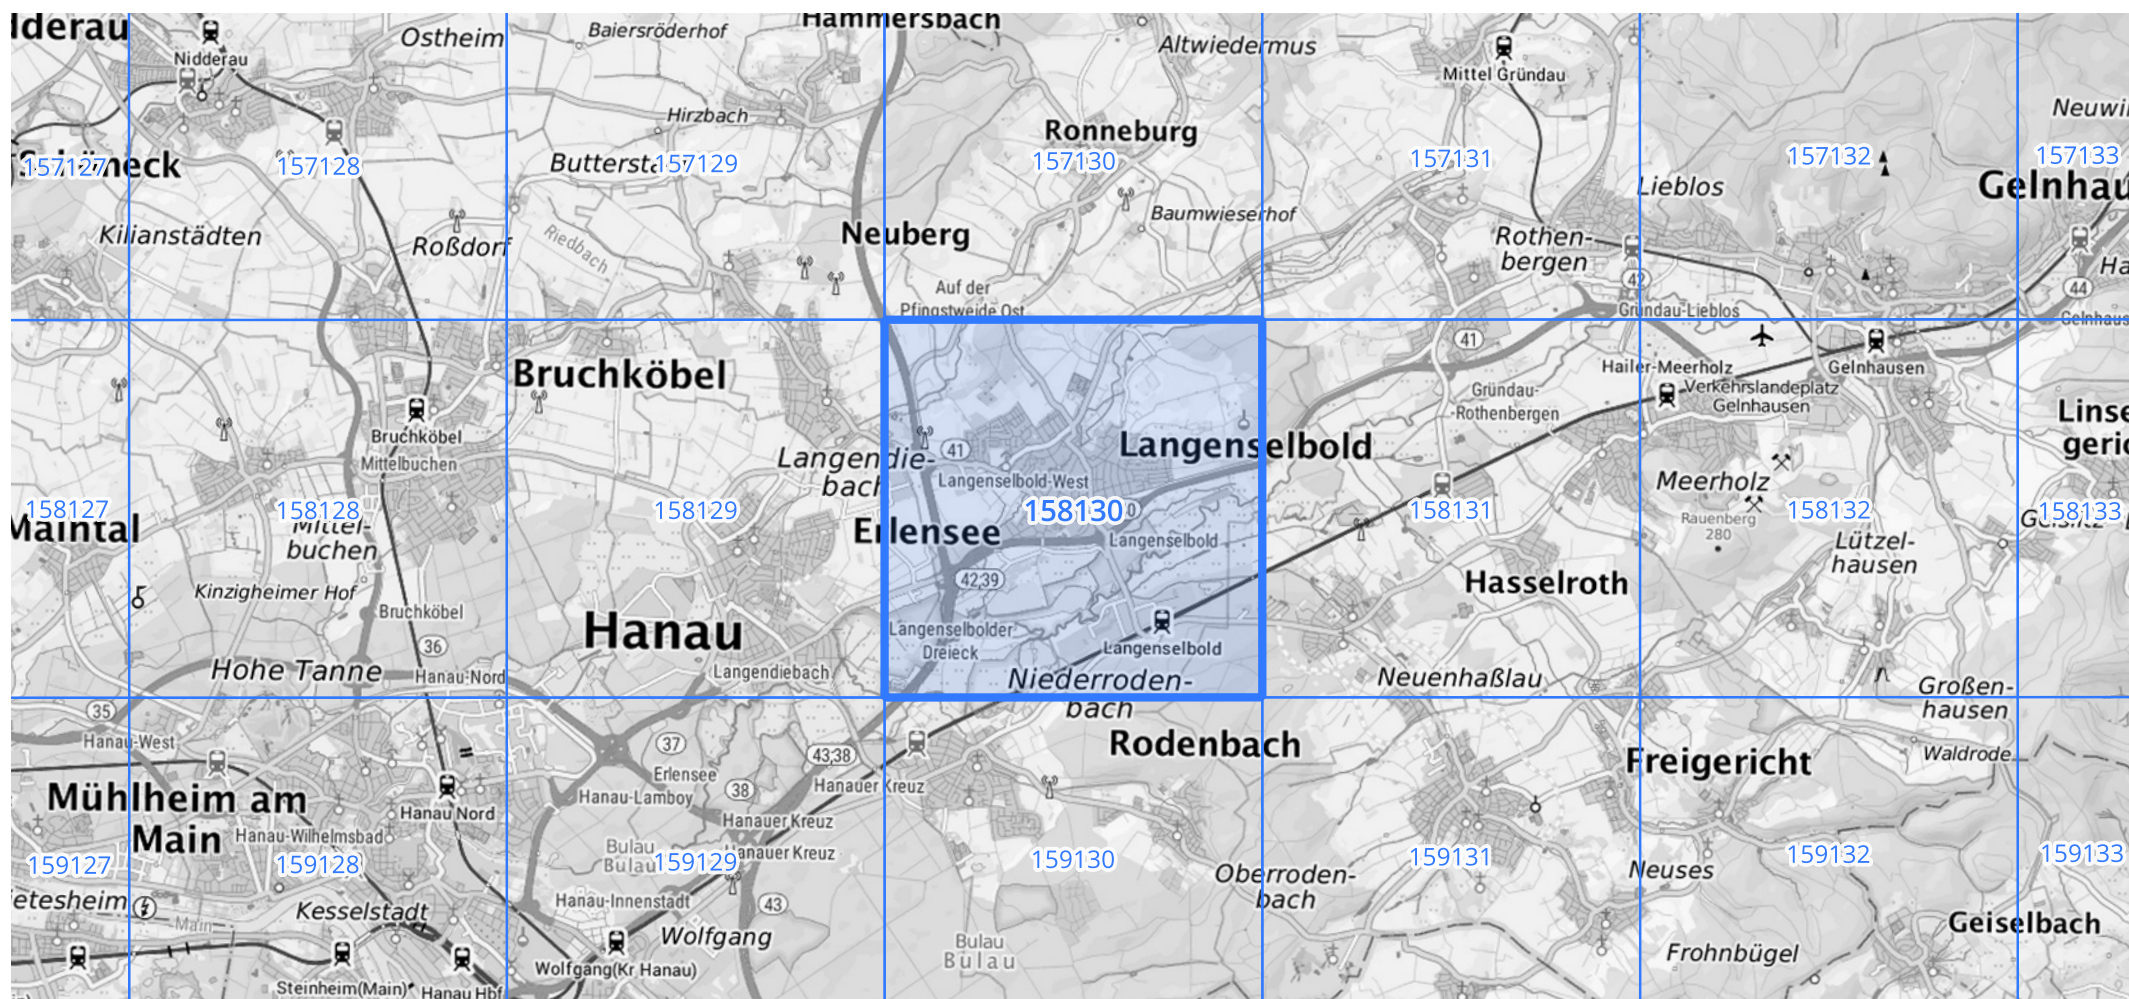 dderau
Nidderau
Ostheim
Baiersröderhof
Hammersbach
Altwiedermus
Mittel Gründau
Hirzbach
Ronneburg
Neuwi
157127
157128
157129
157130
157131
157132
157133
Lieblos
Gelnhau
Kilianstädten
Roßdorf
Riedbach
Neuberg
Baumwieserhof
Rothen-
bergen
Auf der
Pfingstweide Ost
42
Gründau-Lieblos
44
Gelnhaus
Ha
Bruchköbel
Bruchköbel
Mittelbuchen
41
Hailer-Meerholz
Gelnhausen
Verkehrslandeplatz
Gelnhausen
Gründau-
-Rothenbergen
Linse
geric
Langendie-
bach
41
Langenselbold-West
Langenselbold
Meerholz
Rauenberg
280
158127
158128
158129
158130
158131
158132
158133
Maintal
Mittel-
buchen
Erlensee
Langenselbold
Lützel-
hausen
Kinzigheimer Hof
Bruchköbel
42,39
Hasselroth
Hanau
36
Langenselbolder
Dreieck
Langenselbold
Hohe Tanne
Hanau-Nord
Langendiebach
Niederroden-
bach
Neuenhaßlau
Großen-
hausen
35
Hanau-West
37
Erlensee
43,38
Hanauer Kreuz
Rodenbach
Freigericht
Waldrode
Mühlheim am
Main
Hanau Nord
Hanau-Lamboy
38
Hanauer Kreuz
Hanau-Wilhelmsbad
Bulau
Bulau
Hanauer Kreuz
159127
159128
159129
159130
159131
159132
159133
Oberroden-
bach
Neuses
etesheim
Main
Kesselstadt
Hanau-Innenstadt
43
Wolfgang
Bulau
Bulau
Geiselbach
Frohnbügel
Wolfgang(Kr Hanau)
Steinheim(Main)
Hanau Hbf